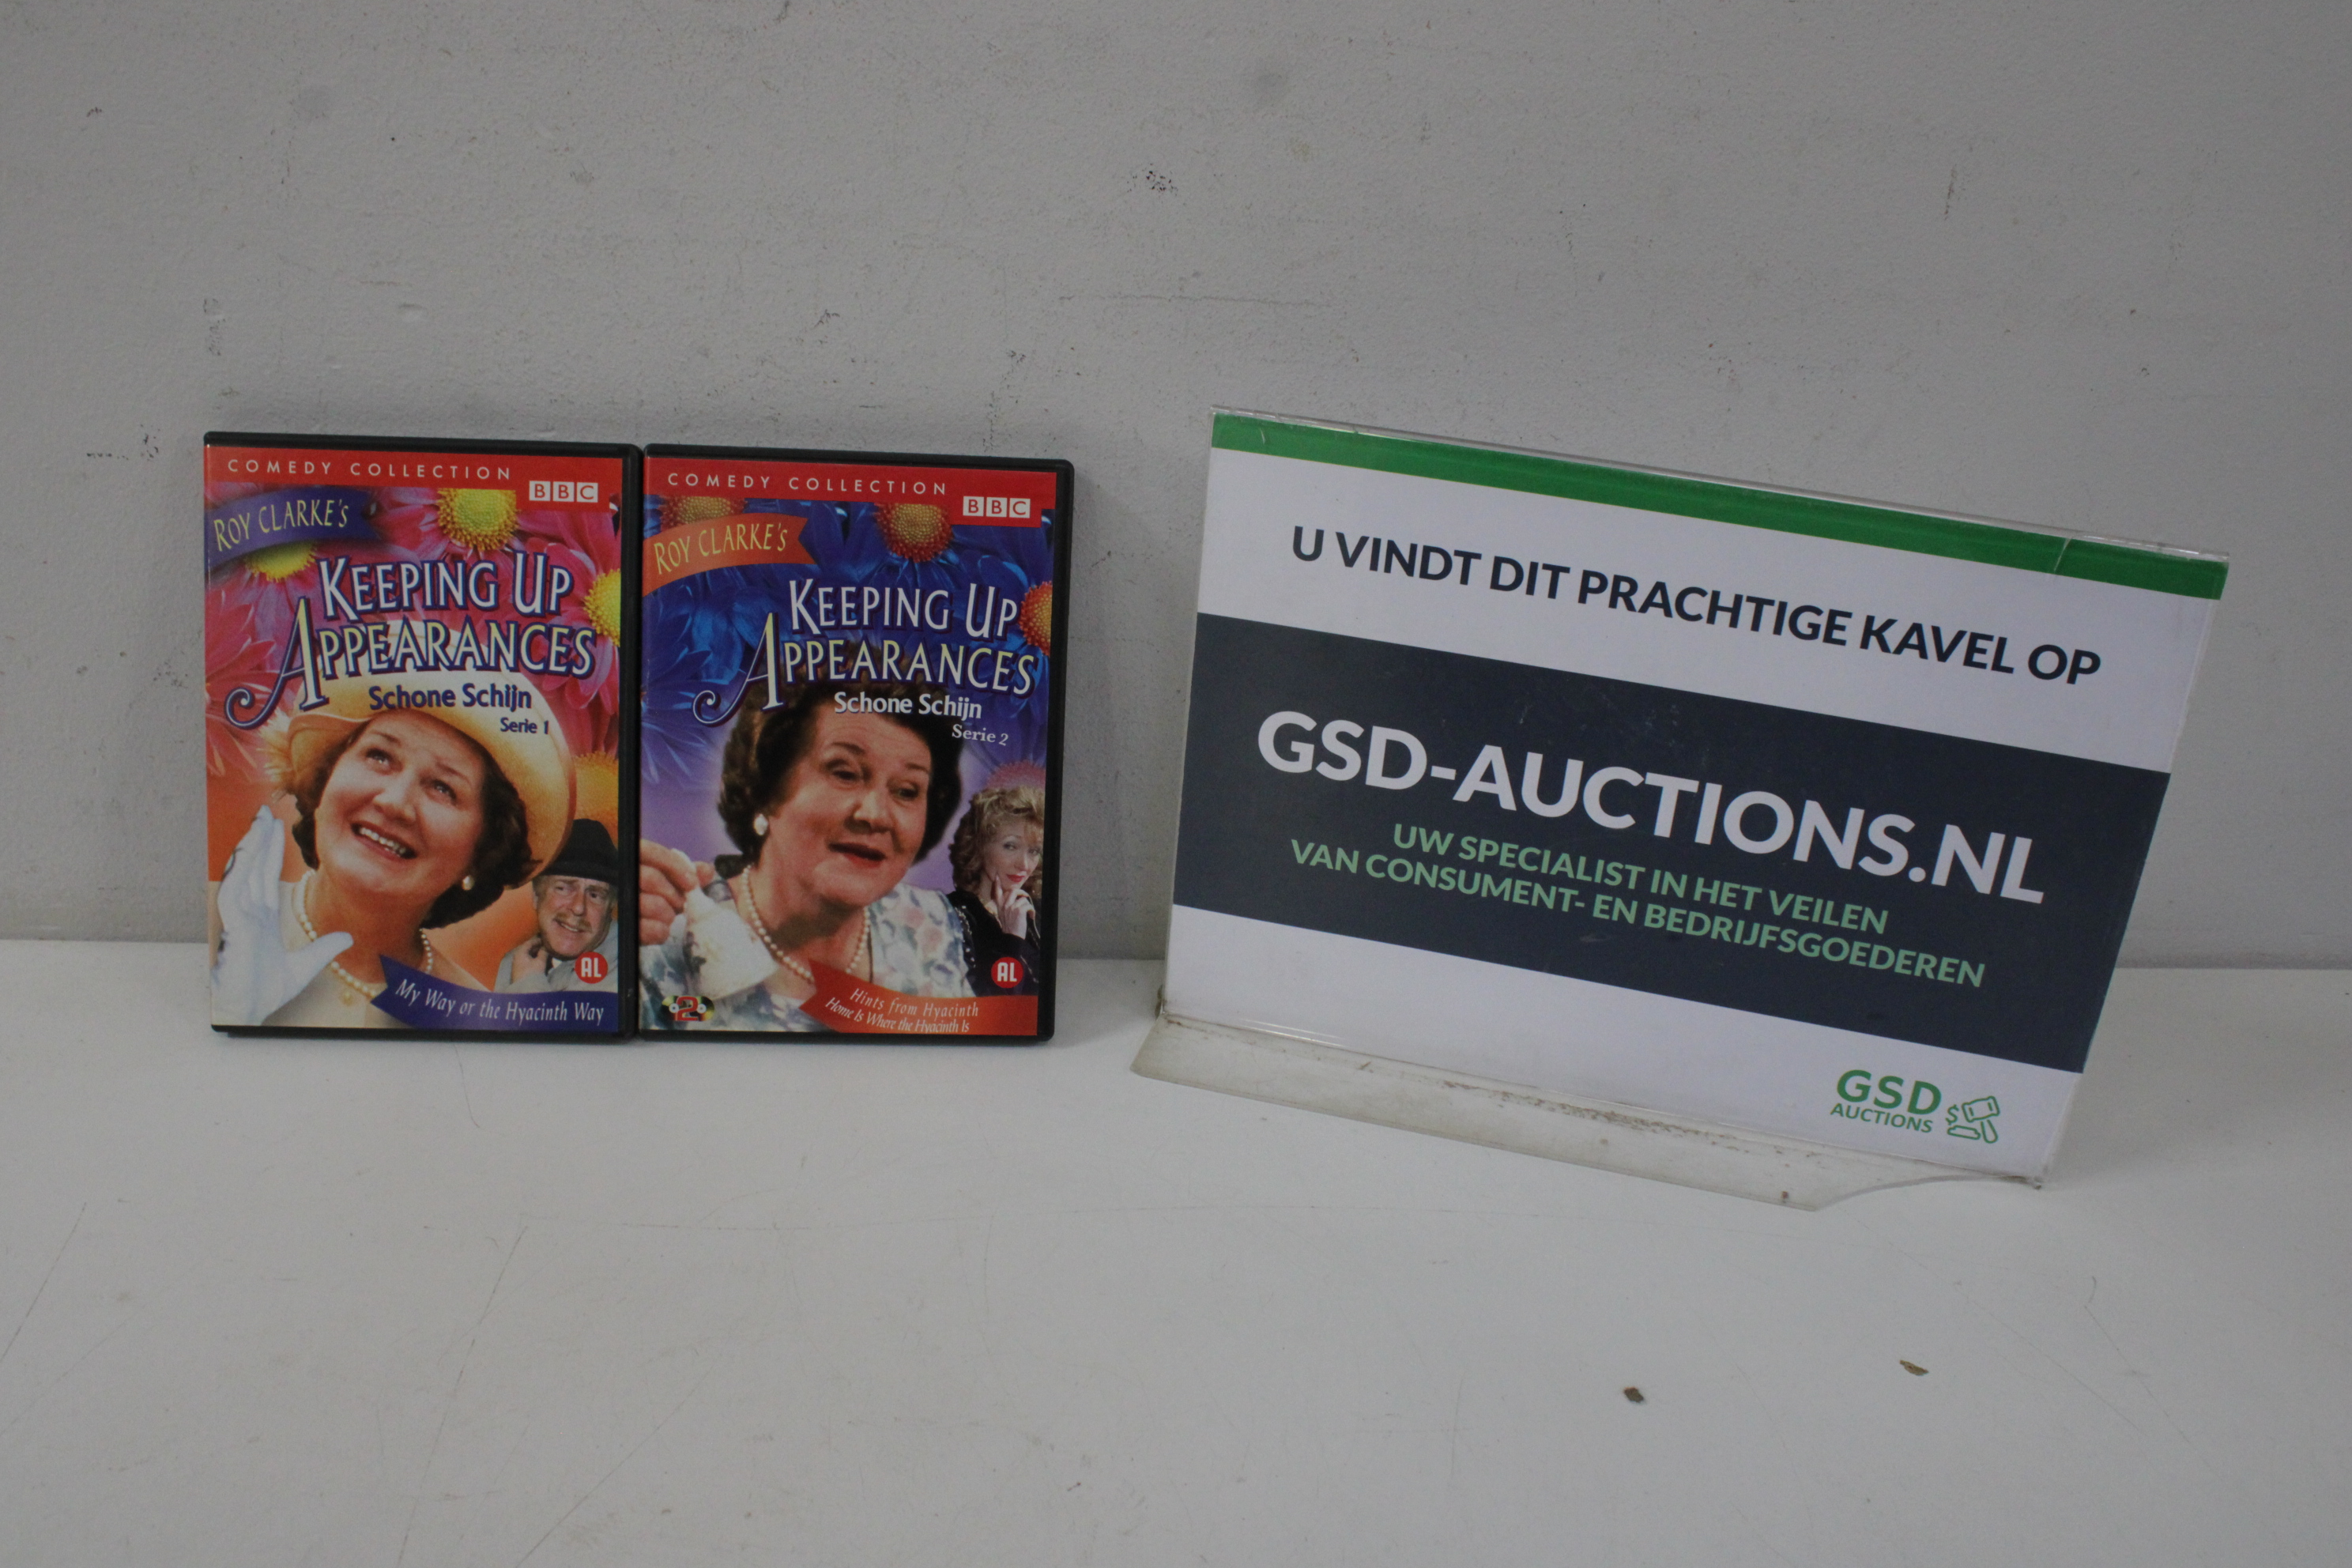 COMEDY COLLECTION
BBC
ROY CLARKE's
KEEPING UP
APPEARANCES
Schone Schijn
Serie 1
AL
My Way or the Hyacinth Way
COMEDY COLLECTION
BBC
ROY CLARKE's
KEEPING UP
APPEARANCES
Schone Schijn
Serie 2
AL
2
Hints from Hyacinth
Home Is Where the Hyacinth Is
U VINDT DIT PRACHTIGE KAVEL OP
GSD-AUCTIONS.NL
UW SPECIALIST IN HET VEILEN
VAN CONSUMENT- EN BEDRIJFSGOEDEREN
GSD
AUCTIONS
$